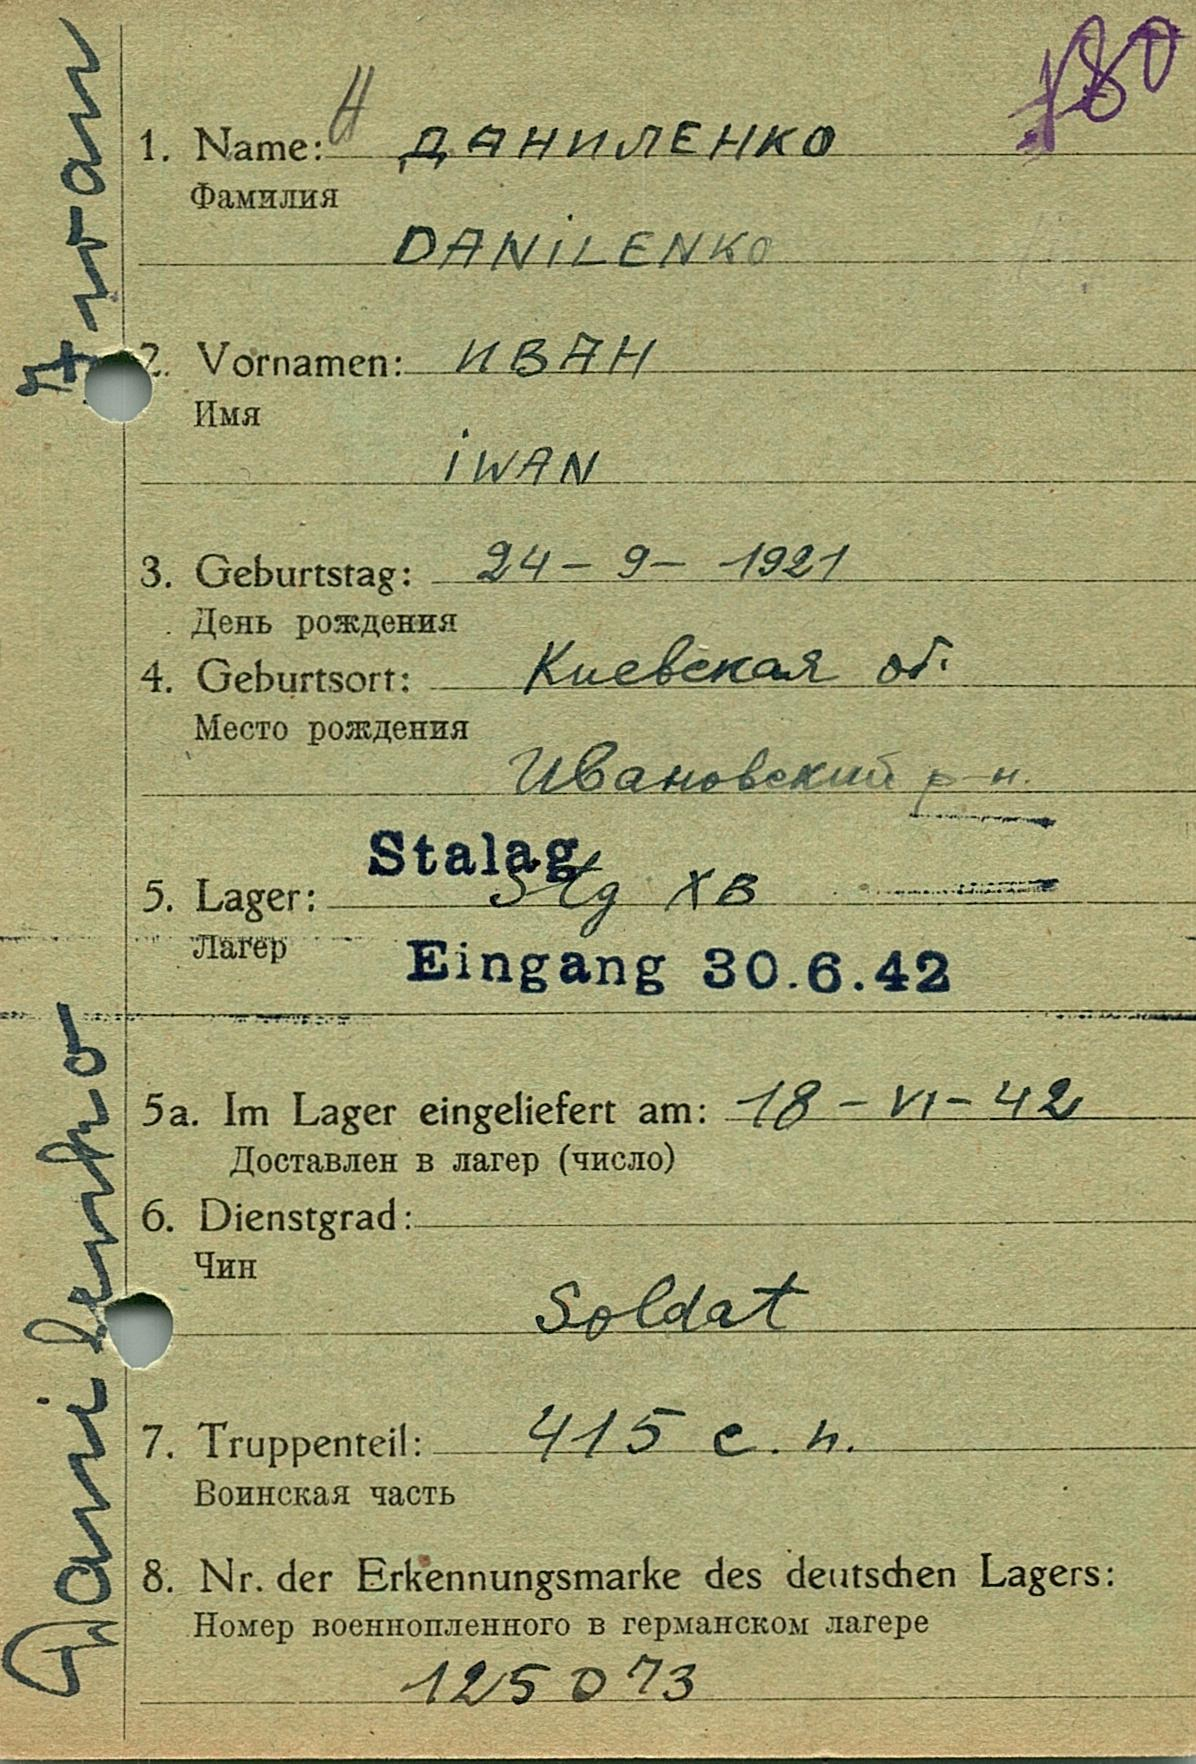 180
1. Name: ДАНИЛЕНКО
Фамилия
DANILENKO
2. Vornamen: ИВАН
Имя
iWAN
3. Geburtstag: 24 – 9 – 1921
День рождения
4. Geburtsort: Киевская об.
Место рождения
Ивановский р-н.
Stalag
5. Lager: Stlg XB
Лагер
Eingang 30.6.42
5a. Im Lager eingeliefert am: 18 – VI – 42
Доставлен в лагер (число)
6. Dienstgrad:
Чин
Soldat
7. Truppenteil: 415 с. п.
Воинская часть
8. Nr. der Erkennungsmarke des deutschen Lagers:
Номер военнопленного в германском лагере
125073
Danilenko Iwan